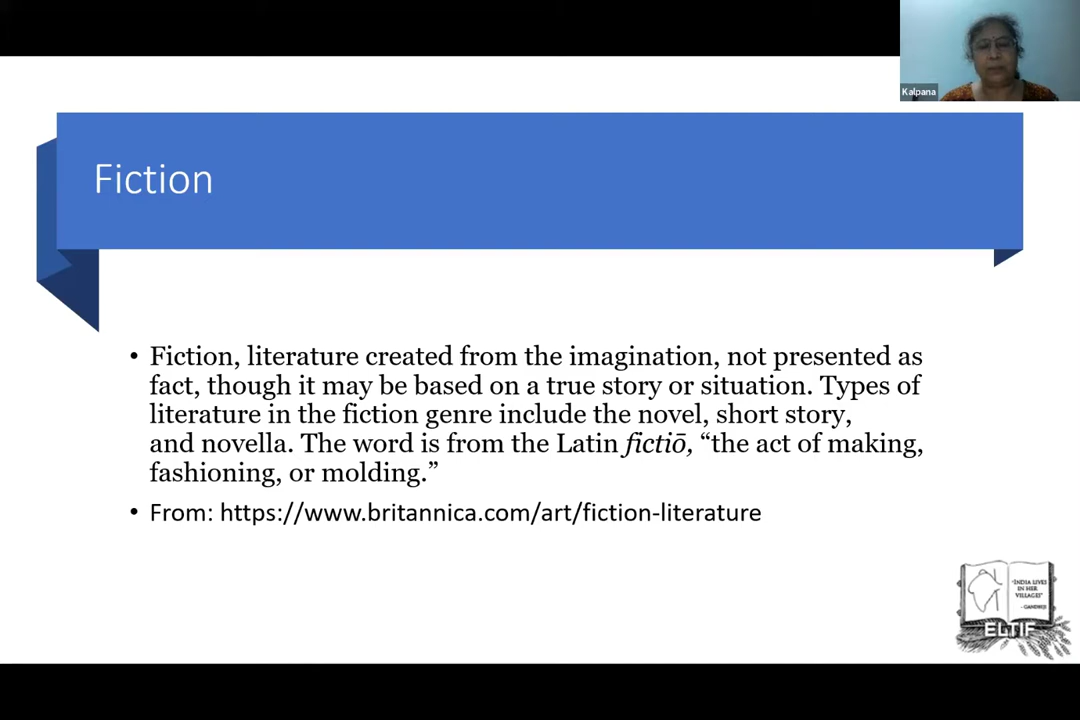 Kalpana
Fiction
• Fiction, literature created from the imagination, not presented as
fact, though it may be based on a true story or situation. Types of
literature in the fiction genre include the novel, short story,
and novella. The word is from the Latin fictiō, “the act of making,
fashioning, or molding.”
• From: https://www.britannica.com/art/fiction-literature
"INDIA LIVES
IN HER
VILLAGES"
- GANDHIJI
ELTIF